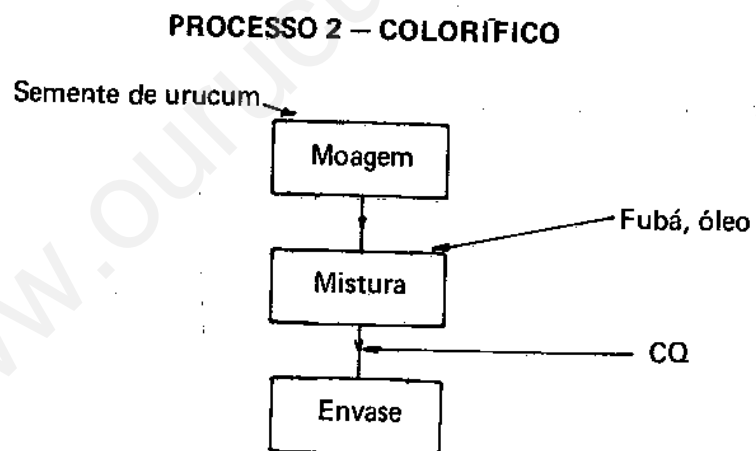 PROCESSO 2 — COLORÍFICO
Semente de urucum
Moagem
Fubá, óleo
Mistura
CQ
Envase